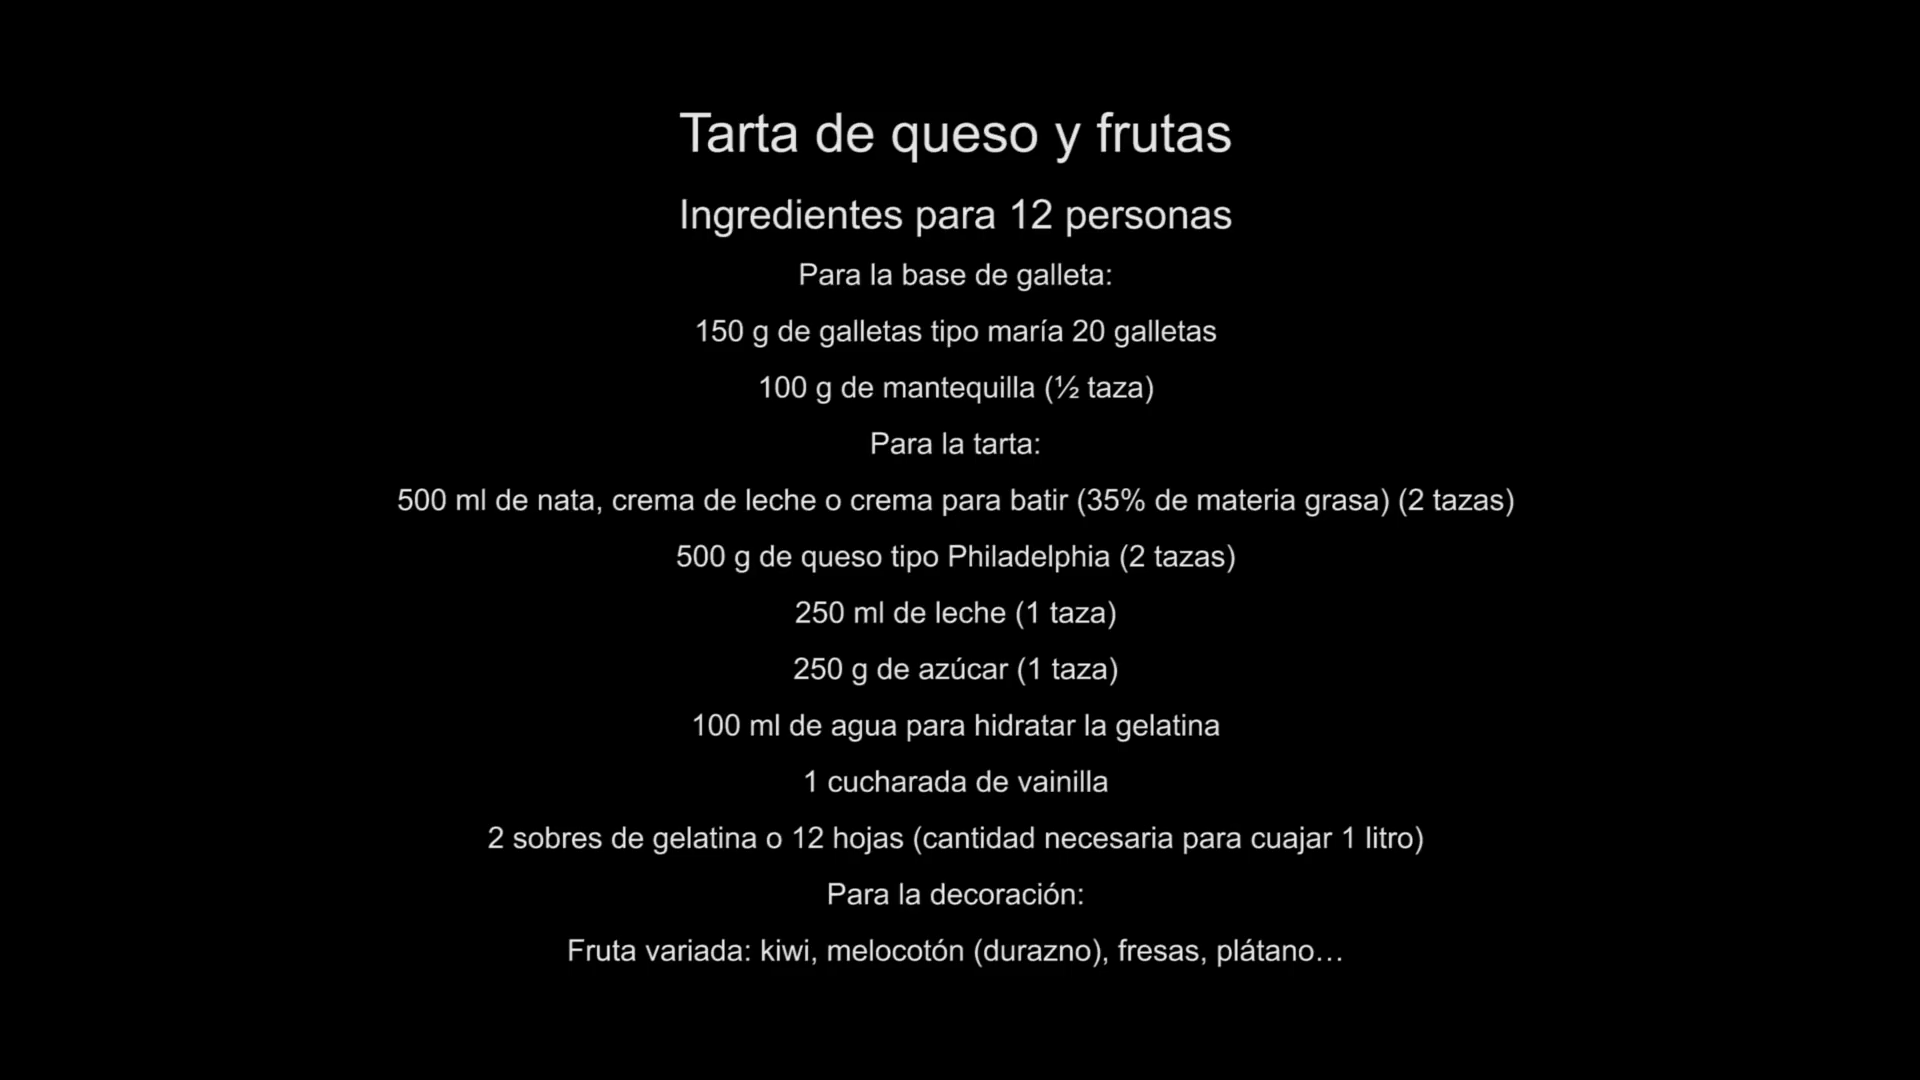 Tarta de queso y frutas
Ingredientes para 12 personas
Para la base de galleta:
150 g de galletas tipo maría 20 galletas
100 g de mantequilla (½ taza)
Para la tarta:
500 ml de nata, crema de leche o crema para batir (35% de materia grasa) (2 tazas)
500 g de queso tipo Philadelphia (2 tazas)
250 ml de leche (1 taza)
250 g de azúcar (1 taza)
100 ml de agua para hidratar la gelatina
1 cucharada de vainilla
2 sobres de gelatina o 12 hojas (cantidad necesaria para cuajar 1 litro)
Para la decoración:
Fruta variada: kiwi, melocotón (durazno), fresas, plátano…